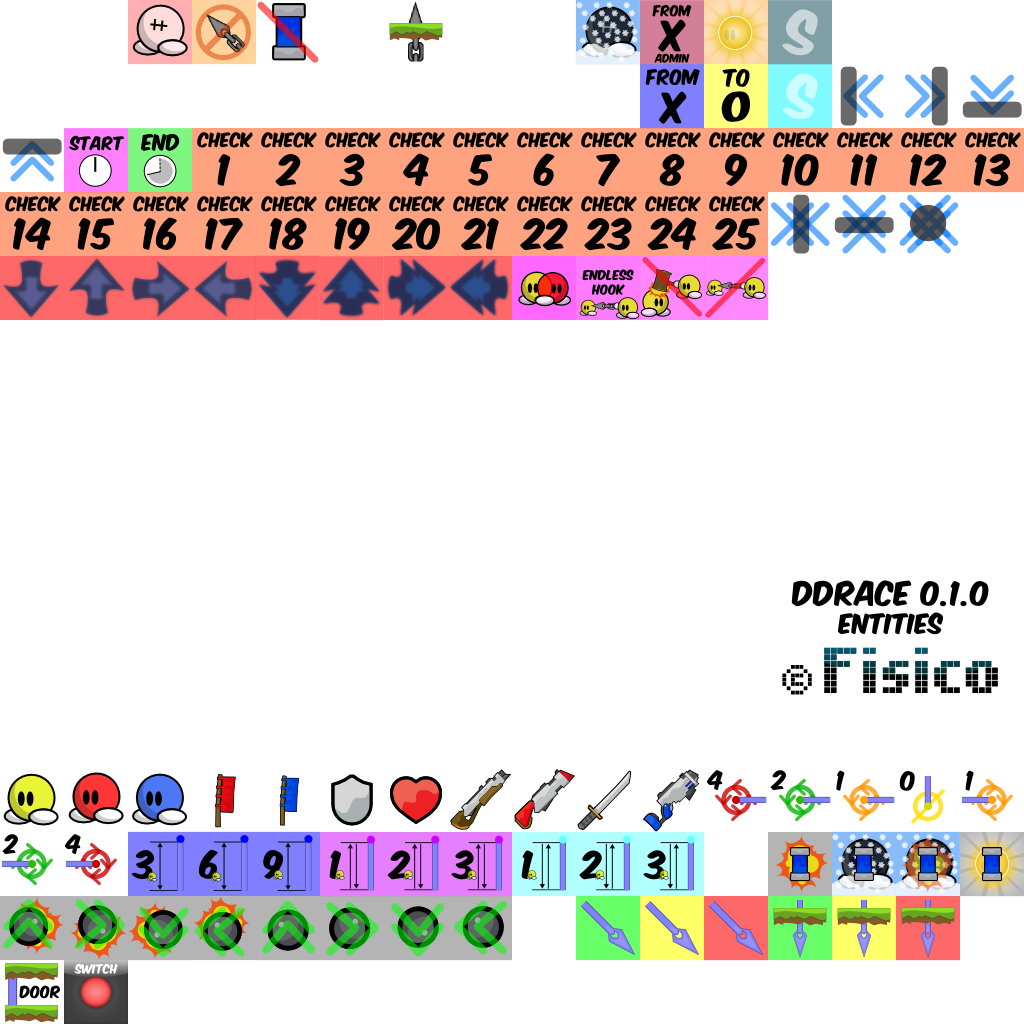 FROM
X
ADMIN
S
FROM
X
TO
O
S
START
END
CHECK
1
CHECK
2
CHECK
3
CHECK
4
CHECK
5
CHECK
6
CHECK
7
CHECK
8
CHECK
9
CHECK
10
CHECK
11
CHECK
12
CHECK
13
CHECK
14
CHECK
15
CHECK
16
CHECK
17
CHECK
18
CHECK
19
CHECK
20
CHECK
21
CHECK
22
CHECK
23
CHECK
24
CHECK
25
ENDLESS
HOOK
DDRACE 0.1.0
ENTITIES
© Fisico
4
2
1
0
1
2
4
3
6
9
1
2
3
1
2
3
DOOR
SWITCH